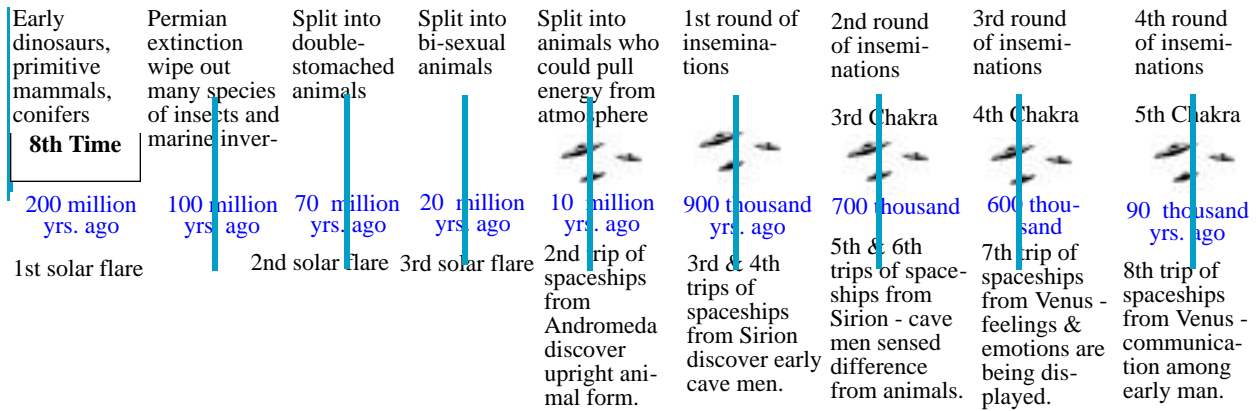 Early
dinosaurs,
primitive
mammals,
conifers
8th Time
200 million
yrs. ago
1st solar flare
Permian
extinction
wipe out
many species
of insects and
marine inver-
100 million
yrs. ago
Split into
double-
stomached
animals
70 million
yrs. ago
2nd solar flare
Split into
bi-sexual
animals
20 million
yrs. ago
3rd solar flare
Split into
animals who
could pull
energy from
atmosphere
10 million
yrs. ago
2nd trip of
spaceships
from
Andromeda
discover
upright ani-
mal form.
1st round of
insemina-
tions
900 thousand
yrs. ago
3rd & 4th
trips of
spaceships
from Sirion
discover early
cave men.
2nd round
of insemi-
nations
3rd Chakra
700 thousand
5th & 6th
trips of space-
ships from
Sirion - cave
men sensed
difference
from animals.
3rd round
of insemi-
nations
4th Chakra
600 thou-
sand
7th trip of
spaceships
from Venus -
feelings &
emotions are
being dis-
played.
4th round
of insemi-
nations
5th Chakra
90 thousand
yrs. ago
8th trip of
spaceships
from Venus -
communica-
tion among
early man.